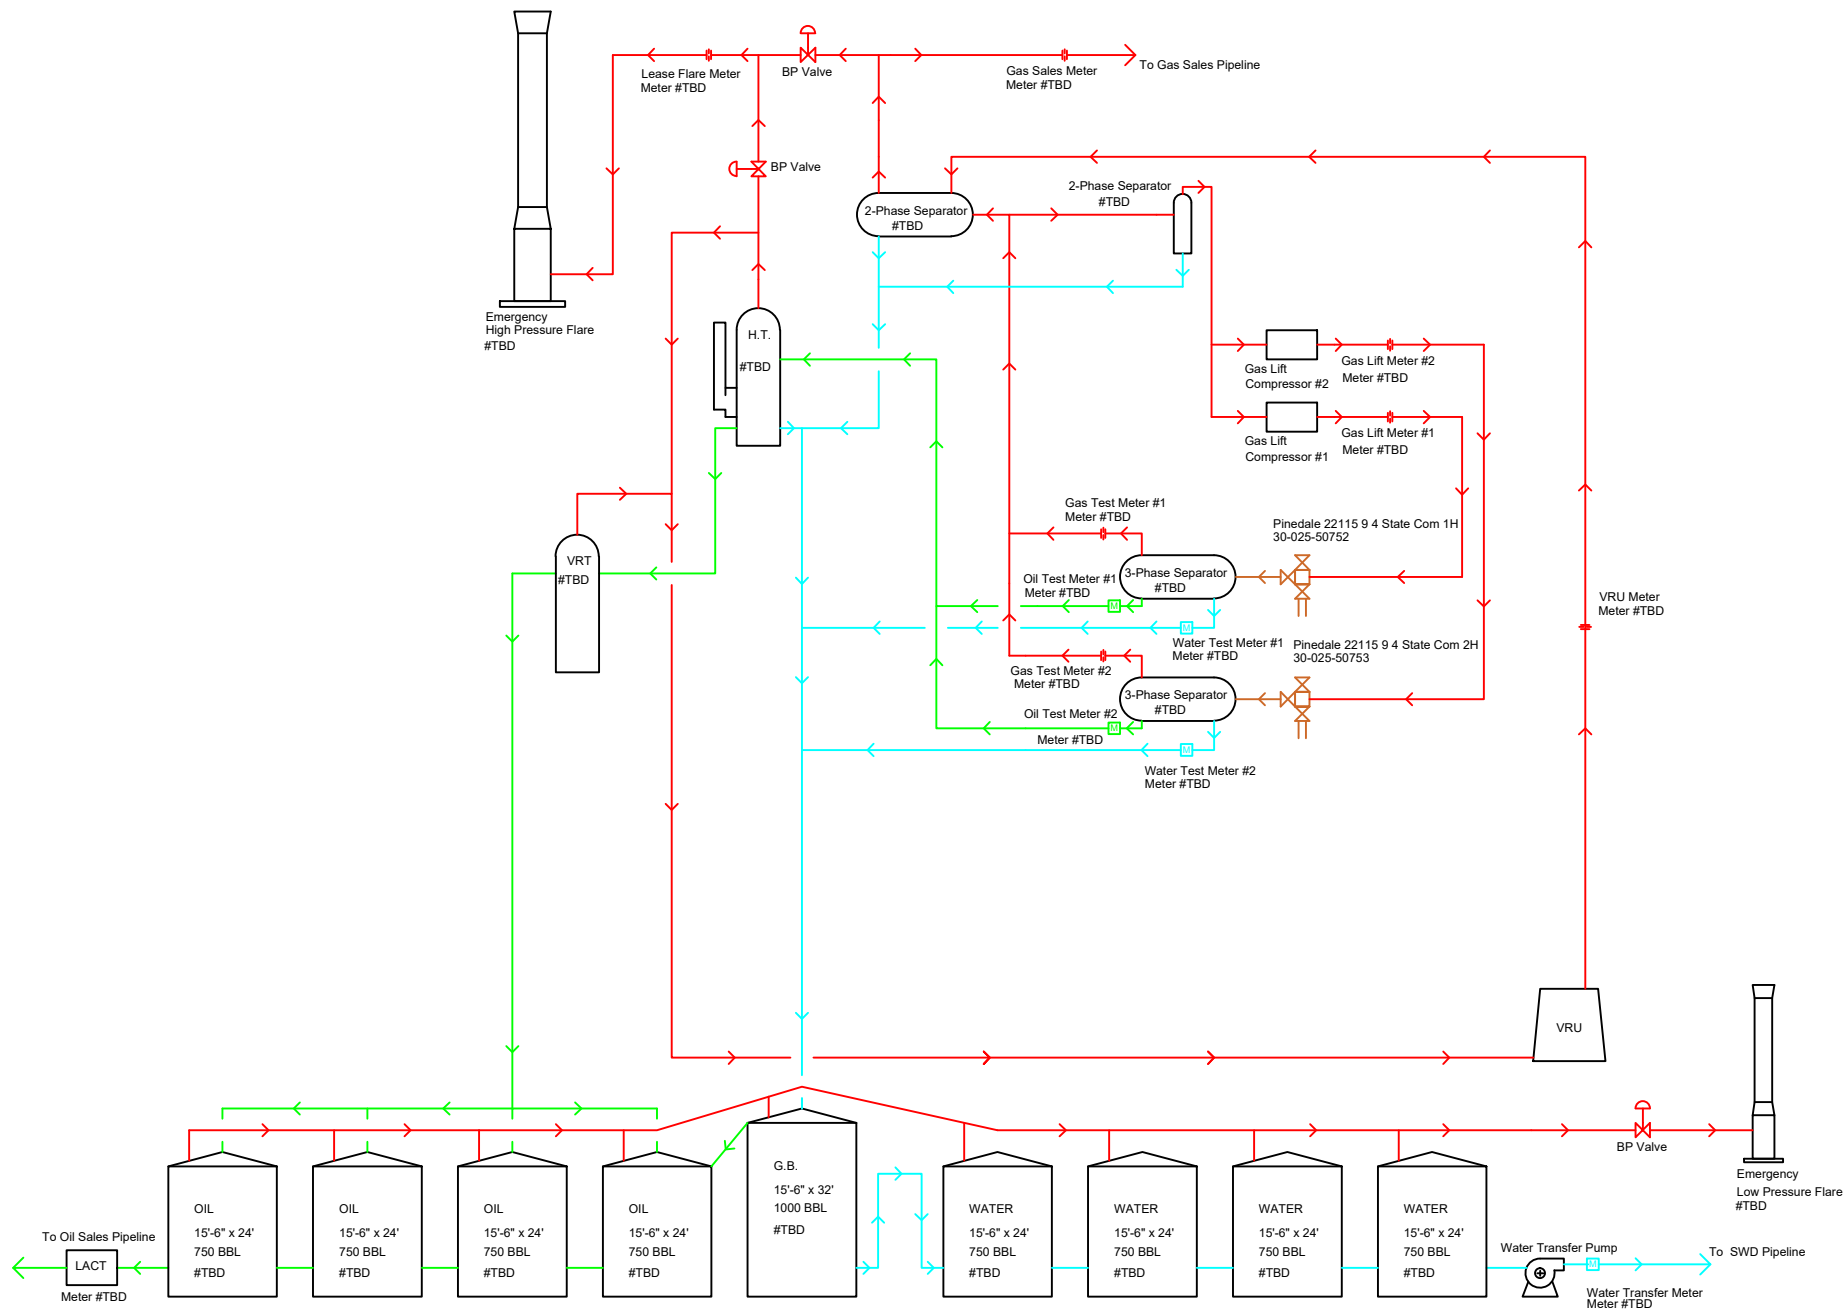 Lease Flare Meter
Meter #TBD
BP Valve
Gas Sales Meter
Meter #TBD
To Gas Sales Pipeline
BP Valve
2-Phase Separator
#TBD
2-Phase Separator
#TBD
Emergency
High Pressure Flare
#TBD
H.T.
#TBD
Gas Lift
Compressor #2
Gas Lift Meter #2
Meter #TBD
Gas Lift
Compressor #1
Gas Lift Meter #1
Meter #TBD
Gas Test Meter #1
Meter #TBD
Pinedale 22115 9 4 State Com 1H
30-025-50752
VRT
#TBD
3-Phase Separator
#TBD
Oil Test Meter #1
Meter #TBD
M
M
Water Test Meter #1
Meter #TBD
VRU Meter
Meter #TBD
Pinedale 22115 9 4 State Com 2H
30-025-50753
Gas Test Meter #2
Meter #TBD
3-Phase Separator
#TBD
Oil Test Meter #2
Meter #TBD
M
M
Water Test Meter #2
Meter #TBD
VRU
BP Valve
Emergency
Low Pressure Flare
#TBD
To Oil Sales Pipeline
LACT
Meter #TBD
OIL
15'-6" x 24'
750 BBL
#TBD
OIL
15'-6" x 24'
750 BBL
#TBD
OIL
15'-6" x 24'
750 BBL
#TBD
OIL
15'-6" x 24'
750 BBL
#TBD
G.B.
15'-6" x 32'
1000 BBL
#TBD
WATER
15'-6" x 24'
750 BBL
#TBD
WATER
15'-6" x 24'
750 BBL
#TBD
WATER
15'-6" x 24'
750 BBL
#TBD
WATER
15'-6" x 24'
750 BBL
#TBD
Water Transfer Pump
M
To SWD Pipeline
Water Transfer Meter
Meter #TBD